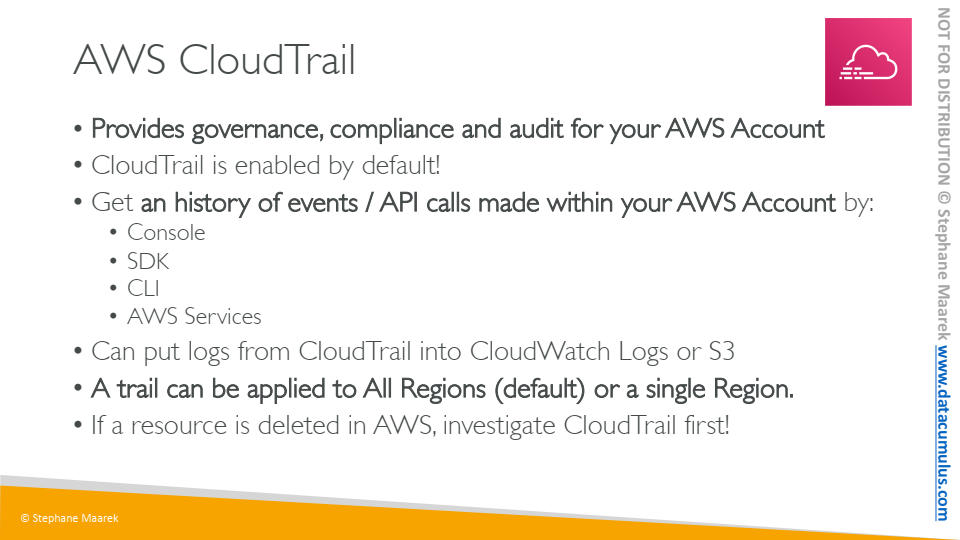 AWS CloudTrail
• Provides governance, compliance and audit for your AWS Account
• CloudTrail is enabled by default!
• Get an history of events / API calls made within your AWS Account by:
• Console
• SDK
• CLI
• AWS Services
• Can put logs from CloudTrail into CloudWatch Logs or S3
• A trail can be applied to All Regions (default) or a single Region.
• If a resource is deleted in AWS, investigate CloudTrail first!
© Stephane Maarek
NOT FOR DISTRIBUTION © Stephane Maarek www.datacumulus.com